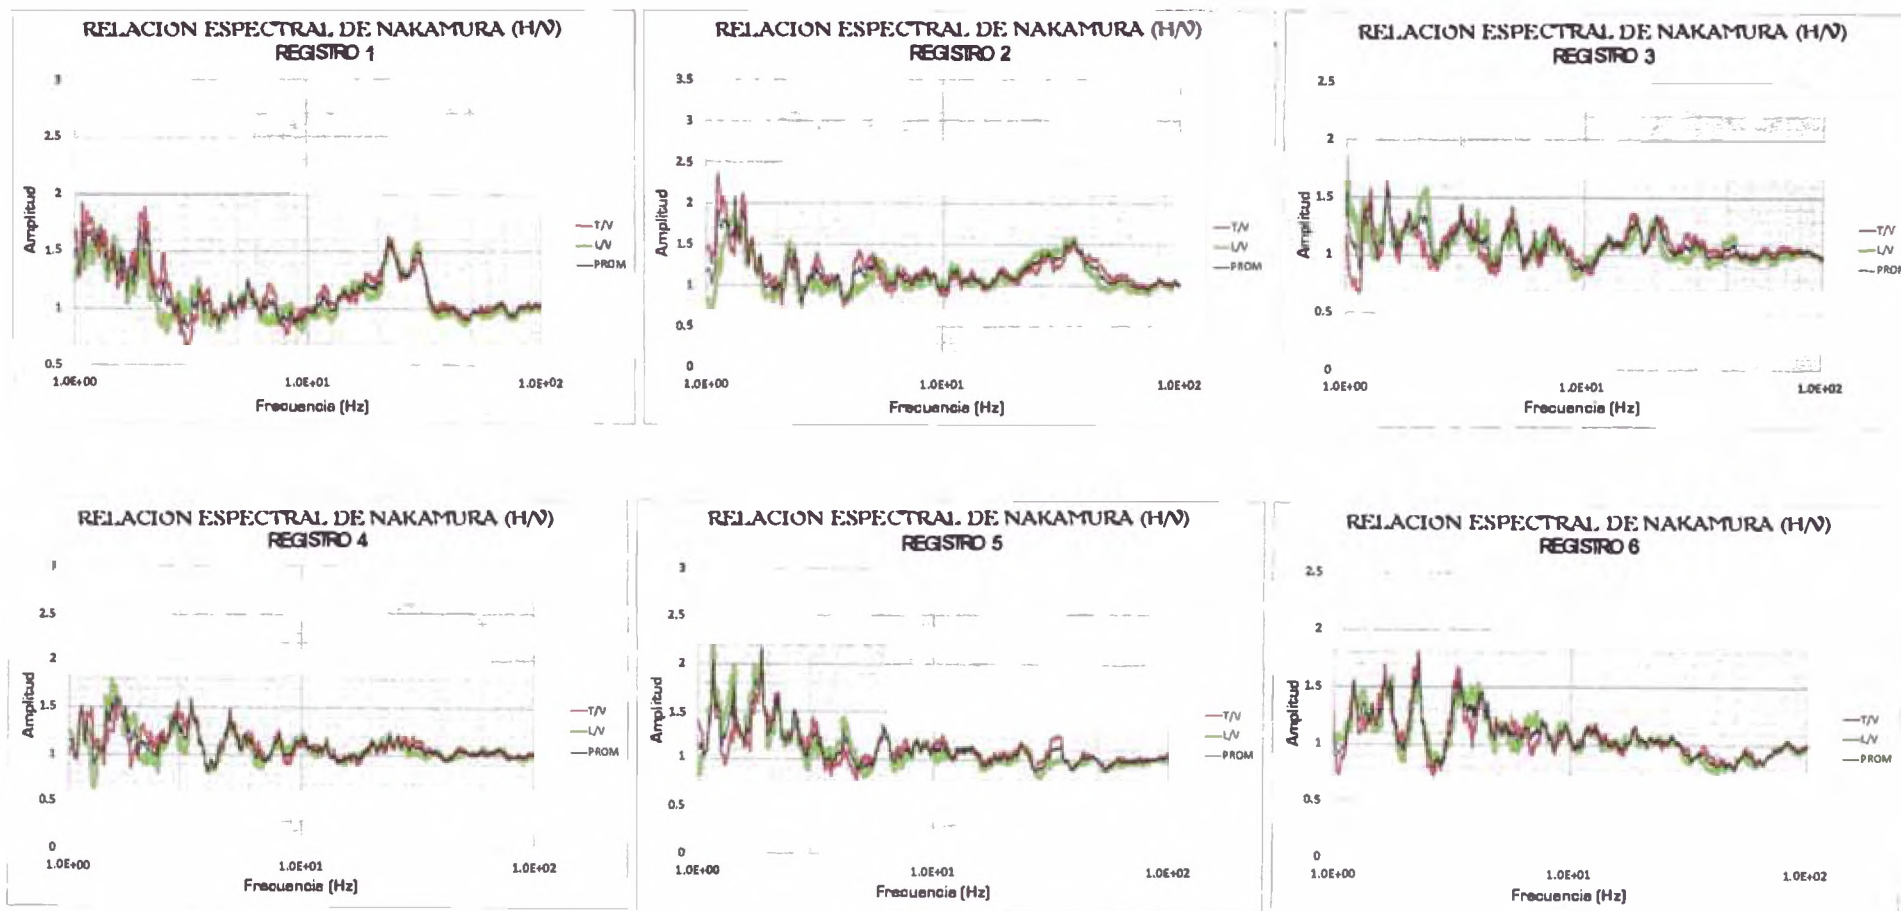 RELACION ESPECTRAL DE NAKAMURA (H/V)
REGISTRO 1
3
2.5
2
1.5
1
0.5
Amplitud
1.0E+00
1.0E+01
1.0E+02
Frecuencia (Hz)
T/V
L/V
PROM
RELACION ESPECTRAL DE NAKAMURA (H/V)
REGISTRO 2
3.5
3
2.5
2
1.5
1
0.5
0
Amplitud
1.0E+00
1.0E+01
1.0E+02
Frecuencia (Hz)
T/V
L/V
PROM
RELACION ESPECTRAL DE NAKAMURA (H/V)
REGISTRO 3
2.5
2
1.5
1
0.5
0
Amplitud
1.0E+00
1.0E+01
1.0E+02
Frecuencia (Hz)
T/V
L/V
RELACION ESPECTRAL DE NAKAMURA (H/V)
REGISTRO 4
2.5
2
1.5
1
0.5
0
Amplitud
1.0E+00
1.0E+01
1.0E+02
Frecuencia (Hz)
T/V
L/V
PROM
RELACION ESPECTRAL DE NAKAMURA (H/V)
REGISTRO 5
3
2.5
2
1.5
1
0.5
0
Amplitud
1.0E+00
1.0E+01
1.0E+02
Frecuencia (Hz)
T/V
L/V
PROM
RELACION ESPECTRAL DE NAKAMURA (H/V)
REGISTRO 6
2.5
2
1.5
1
0.5
0
Amplitud
1.0E+00
1.0E+01
1.0E+02
Frecuencia (Hz)
T/V
L/V
PROM